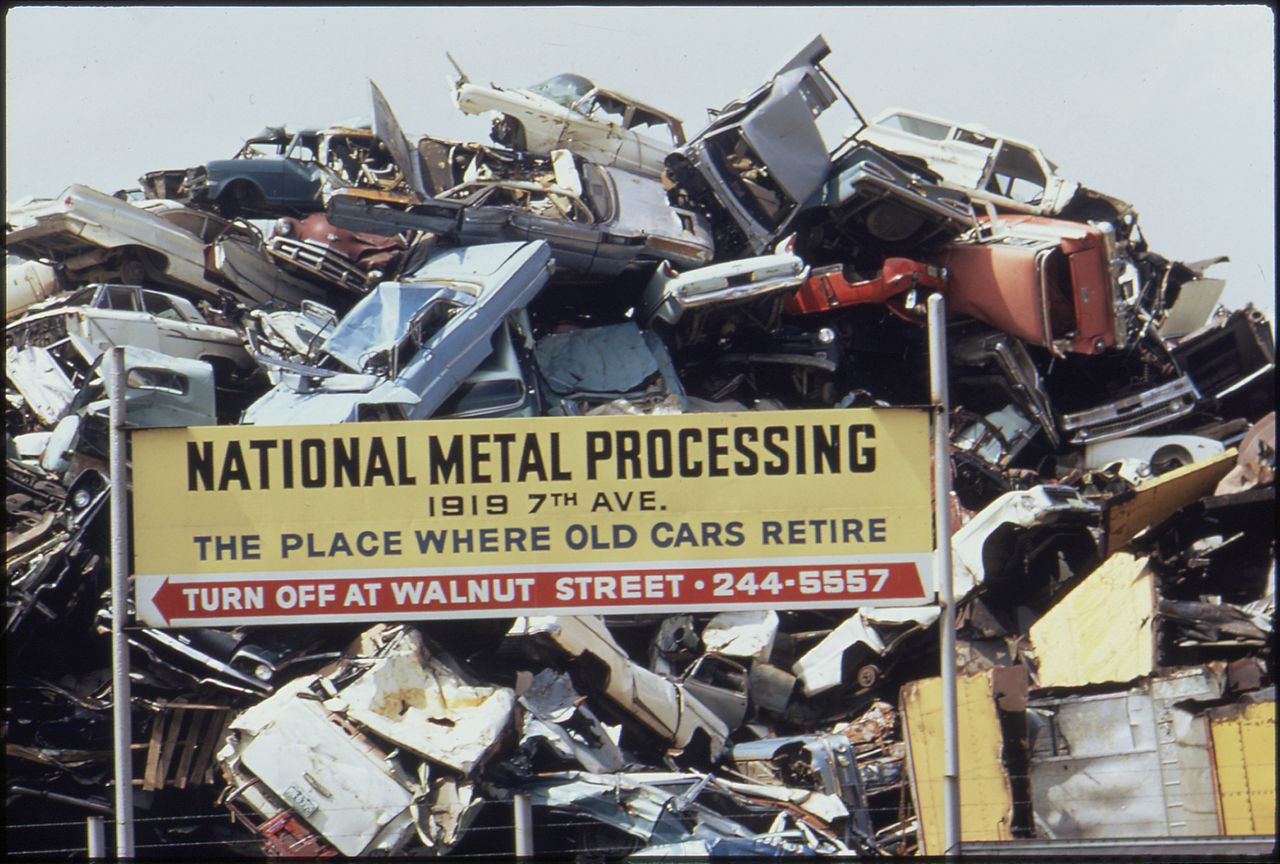 NATIONAL METAL PROCESSING
1919 7TH AVE.
THE PLACE WHERE OLD CARS RETIRE
TURN OFF AT WALNUT STREET • 244-5557